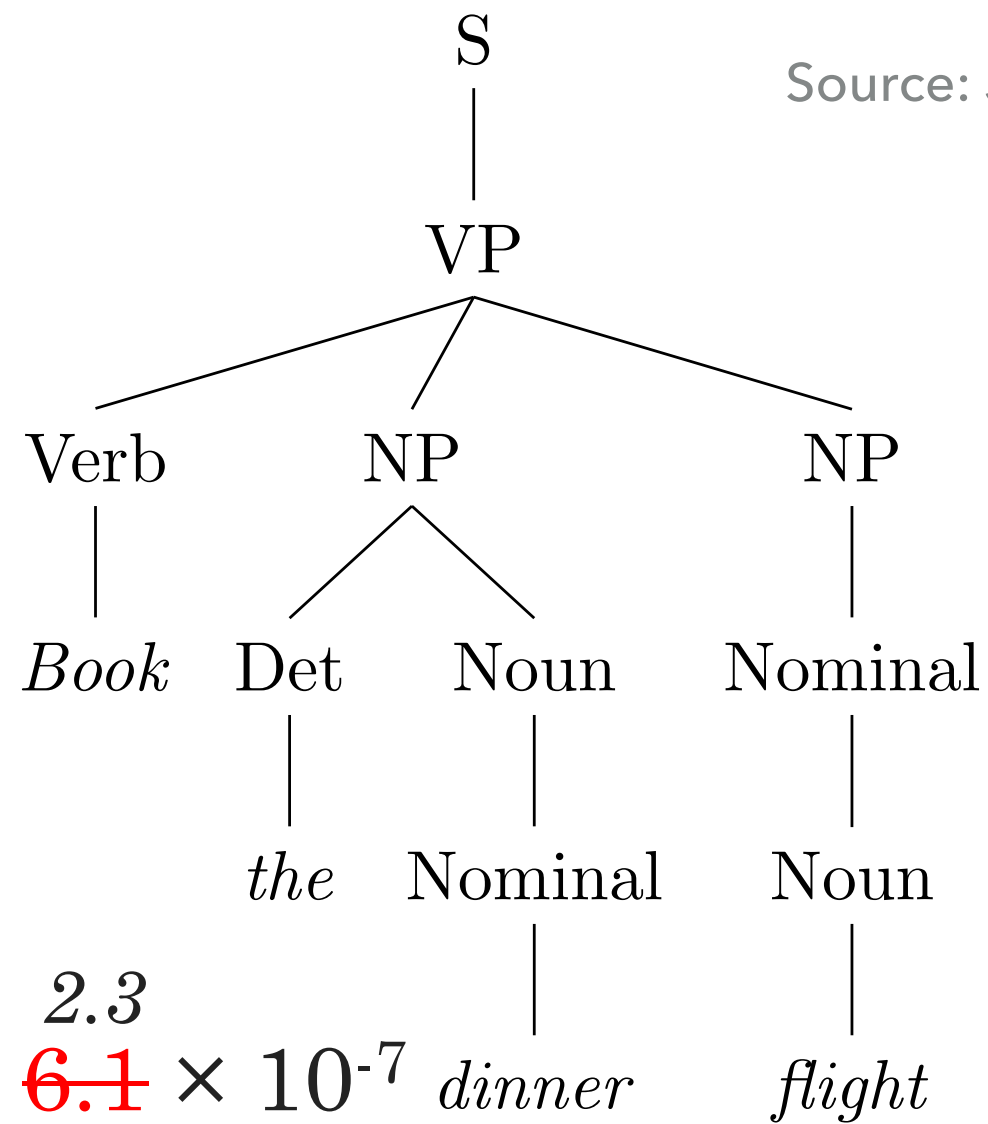 S
Source:
VP
Verb NP NP
Book Det Noun Nominal
the Nominal Noun
2.3
6.1 × 10⁻⁷ dinner flight